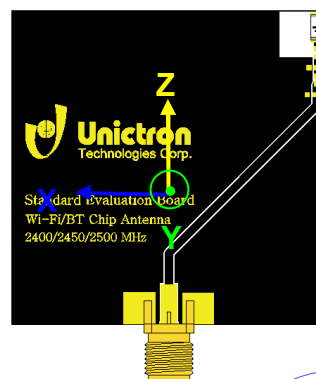 Z
Unictron
Technologies Corp.
X
Standard Evaluation Board
Wi-Fi/BT Chip Antenna
Y
2400/2450/2500 MHz